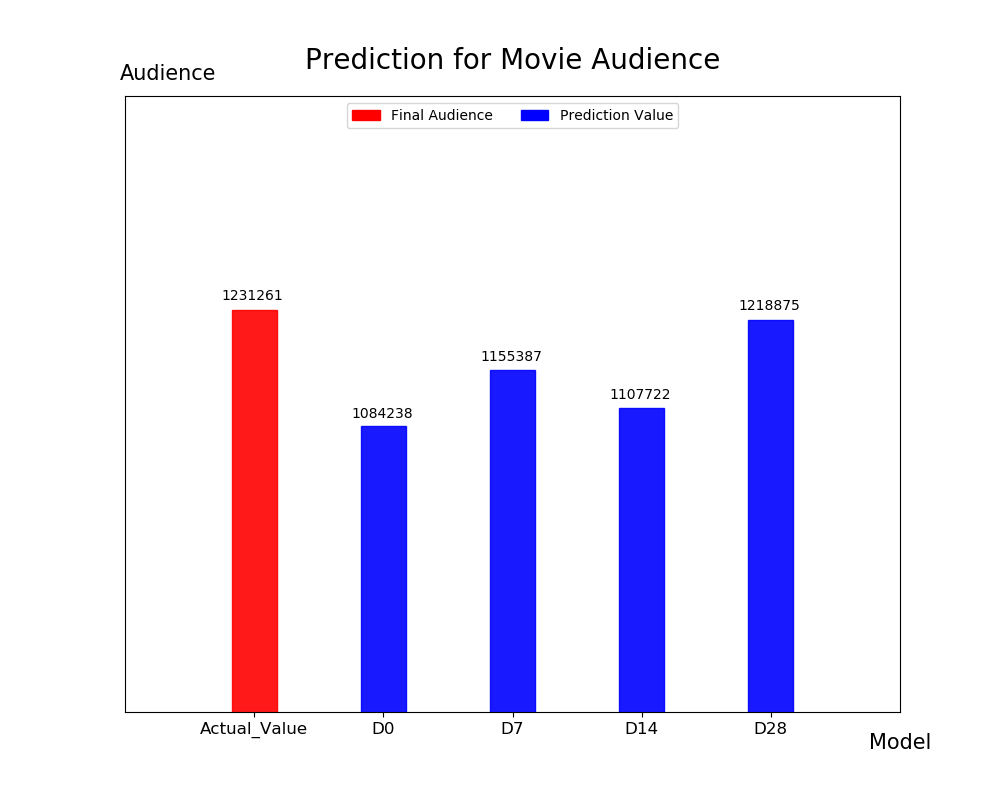 Prediction for Movie Audience
Audience
Final Audience Prediction Value
1231261
1084238
1155387
1107722
1218875
Actual_Value D0 D7 D14 D28
Model